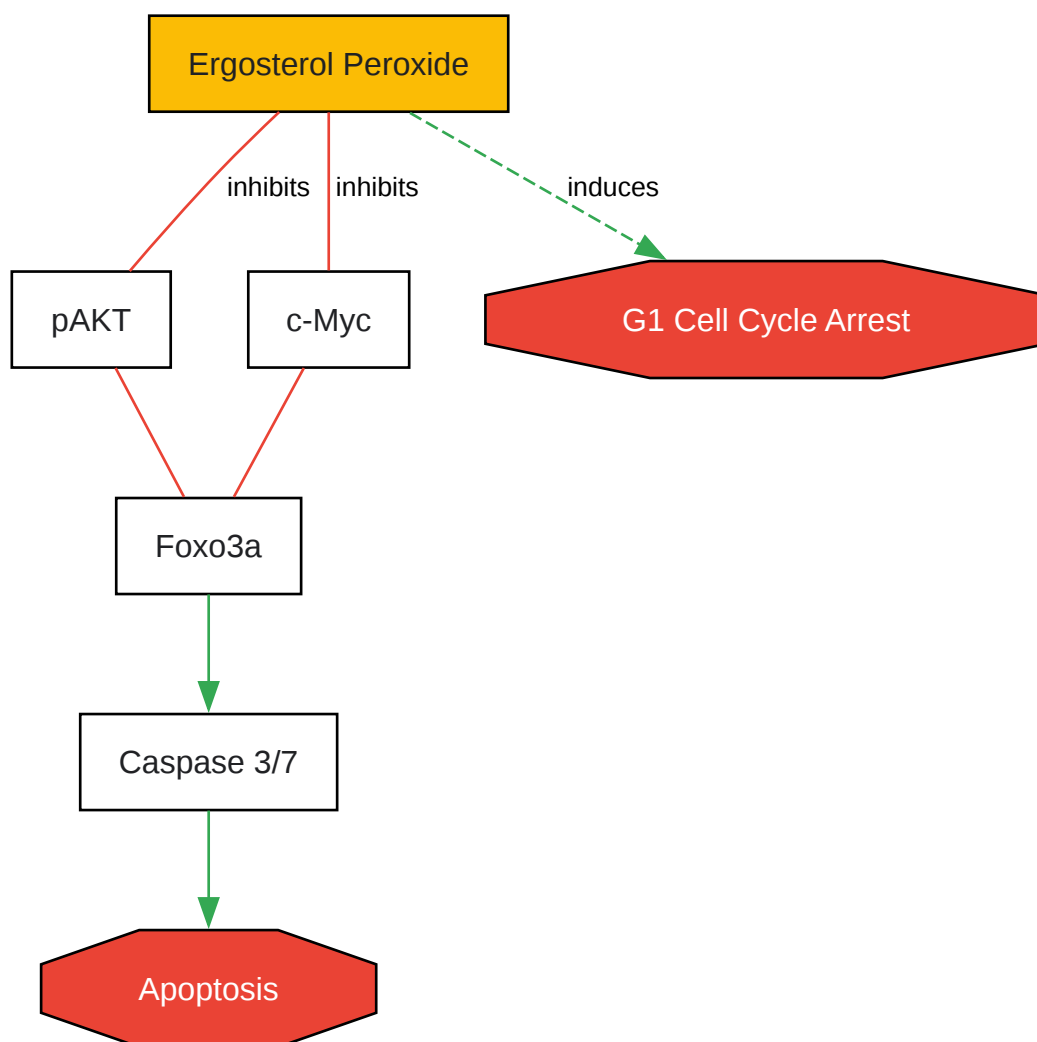 Ergosterol Peroxide
inhibits
inhibits
induces
pAKT
c-Myc
G1 Cell Cycle Arrest
Foxo3a
Caspase 3/7
Apoptosis